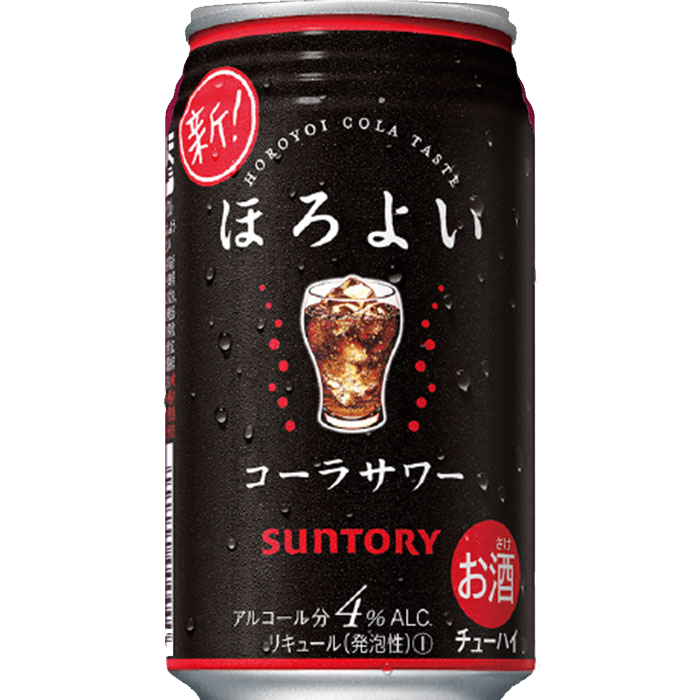 新!
HOROYOI COLA TASTE
ほろよい
コーラサワー
SUNTORY
さけ
お酒
アルコール分4%ALC.
リキュール(発泡性)①
チューハイ